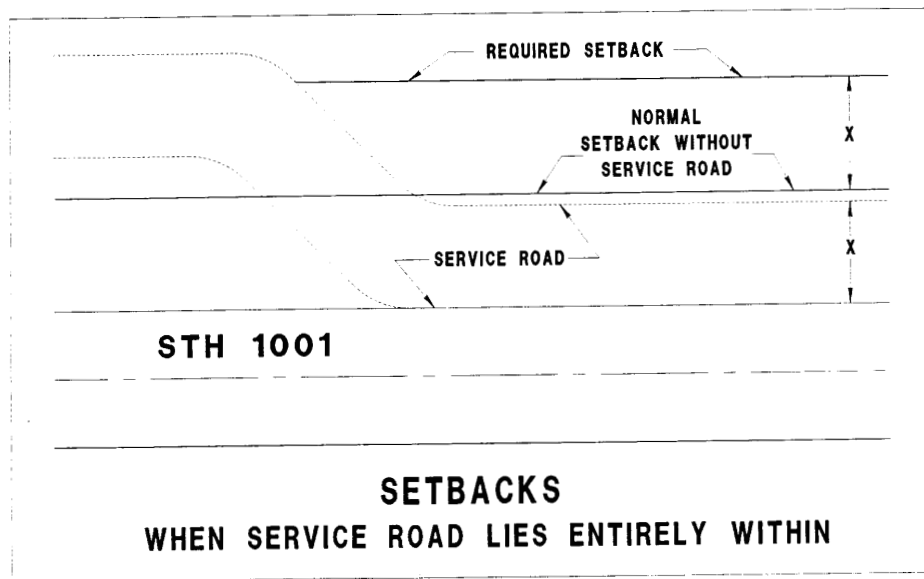 REQUIRED SETBACK
NORMAL
SETBACK WITHOUT
SERVICE ROAD
X
X
SERVICE ROAD
STH 1001
SETBACKS
WHEN SERVICE ROAD LIES ENTIRELY WITHIN